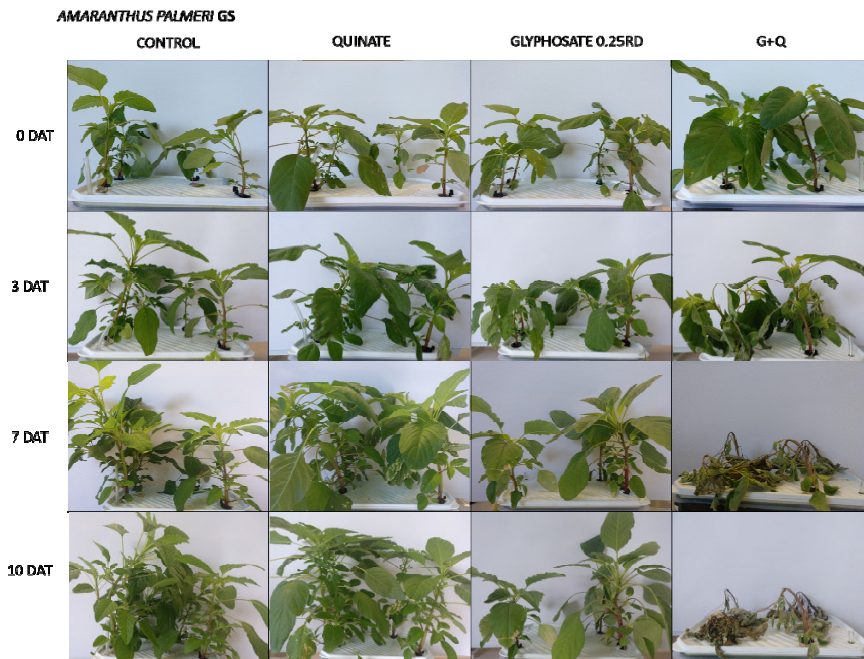 AMARANTHUS PALMERI GS
CONTROL QUINATE GLYPHOSATE 0.25RD G+Q
0 DAT
3 DAT
7 DAT
10 DAT